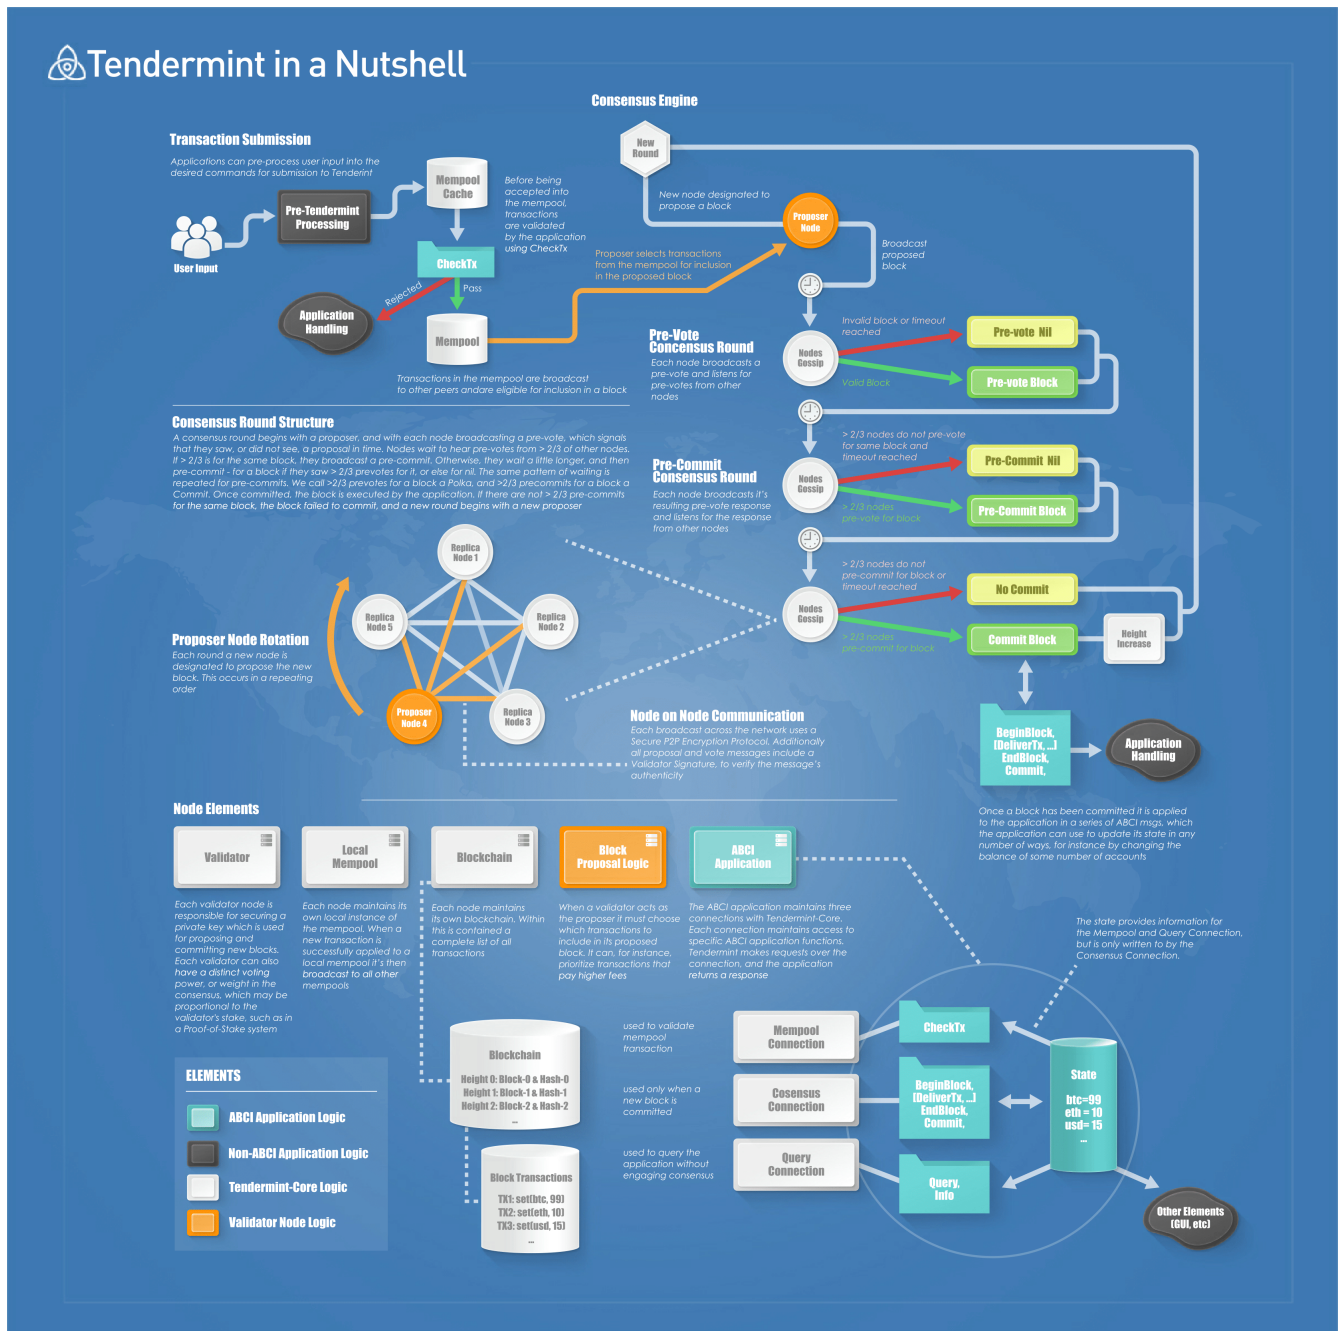 Tendermint in a Nutshell
Consensus Engine
Transaction Submission
Applications can pre-process user input into the
desired commands for submission to Tenderint
User Input
Pre-Tendermint
Processing
Mempool
Cache
Before being
accepted into
the mempool,
transactions
are validated
by the application
using CheckTx
CheckTx
Rejected
Pass
Application
Handling
Mempool
Transactions in the mempool are broadcast
to other peers andare eligible for inclusion in a block
Proposer selects transactions
from the mempool for inclusion
in the proposed block
New
Round
New node designated to
propose a block
Proposer
Node
Broadcast
proposed
block
Pre-Vote
Concensus Round
Each node broadcasts a
pre-vote and listens for
pre-votes from other
nodes
Nodes
Gossip
Invalid block or timeout
reached
Valid Block
Pre-vote Nil
Pre-vote Block
Pre-Commit
Consensus Round
Each node broadcasts it's
resulting pre-vote response
and listens for the response
from other nodes
Nodes
Gossip
> 2/3 nodes do not pre-vote
for same block and
timeout reached
> 2/3 nodes
pre-vote for block
Pre-Commit Nil
Pre-Commit Block
Nodes
Gossip
> 2/3 nodes do not
pre-commit for block or
timeout reached
> 2/3 nodes
pre-commit for block
No Commit
Commit Block
Height
Increase
BeginBlock,
[DeliverTx, ...]
EndBlock,
Commit,
Application
Handling
Once a block has been committed it is applied
to the application in a series of ABCI msgs, which
the application can use to update its state in any
number of ways, for instance by changing the
balance of some number of accounts
Consensus Round Structure
A consensus round begins with a proposer, and with each node broadcasting a pre-vote, which signals
that they saw, or did not see, a proposal in time. Nodes wait to hear pre-votes from > 2/3 of other nodes.
If > 2/3 is for the same block, they broadcast a pre-commit. Otherwise, they wait a little longer, and then
pre-commit - for a block if they saw > 2/3 prevotes for it, or else for nil. The same pattern of waiting is
repeated for pre-commits. We call >2/3 prevotes for a block a Polka, and >2/3 precommits for a block a
Commit. Once committed, the block is executed by the application. If there are not > 2/3 pre-commits
for the same block, the block failed to commit, and a new round begins with a new proposer
Replica
Node 1
Replica
Node 5
Replica
Node 2
Proposer
Node 4
Replica
Node 3
Proposer Node Rotation
Each round a new node is
designated to propose the new
block. This occurs in a repeating
order
Node on Node Communication
Each broadcast across the network uses a
Secure P2P Encryption Protocol. Additionally
all proposal and vote messages include a
Validator Signature, to verify the message's
authenticity
Node Elements
Validator
Each validator node is
responsible for securing a
private key which is used
for proposing and
committing new blocks.
Each validator can also
have a distinct voting
power, or weight in the
consensus, which may be
proportional to the
validator's stake, such as in
a Proof-of-Stake system
Local
Mempool
Each node maintains its
own local instance of
the mempool. When a
new transaction is
successfully applied to a
local mempool it's then
broadcast to all other
mempools
Blockchain
Each node maintains
its own blockchain. Within
this is contained a
complete list of all
transactions
Block
Proposal Logic
When a validator acts as
the proposer it must choose
which transactions to
include in its proposed
block. It can, for instance,
prioritize transactions that
pay higher fees
ABCI
Application
The ABCI application maintains three
connections with Tendermint-Core.
Each connection maintains access to
specific ABCI application functions.
Tendermint makes requests over the
connection, and the application
returns a response
The state provides information for
the Mempool and Query Connection,
but is only written to by the
Consensus Connection.
Blockchain
Height 0: Block-0 & Hash-0
Height 1: Block-1 & Hash-1
Height 2: Block-2 & Hash-2
...
Block Transactions
TX1: set(btc, 99)
TX2: set(eth, 10)
TX3: set(usd, 15)
...
used to validate
mempool
transaction
Mempool
Connection
CheckTx
used only when a
new block is
committed
Cosensus
Connection
BeginBlock,
[DeliverTx, ...]
EndBlock,
Commit,
used to query the
application without
engaging consensus
Query
Connection
Query,
Info
State
btc=99
eth = 10
usd= 15
...
Other Elements
(GUI, etc)
ELEMENTS
ABCI Application Logic
Non-ABCI Application Logic
Tendermint-Core Logic
Validator Node Logic